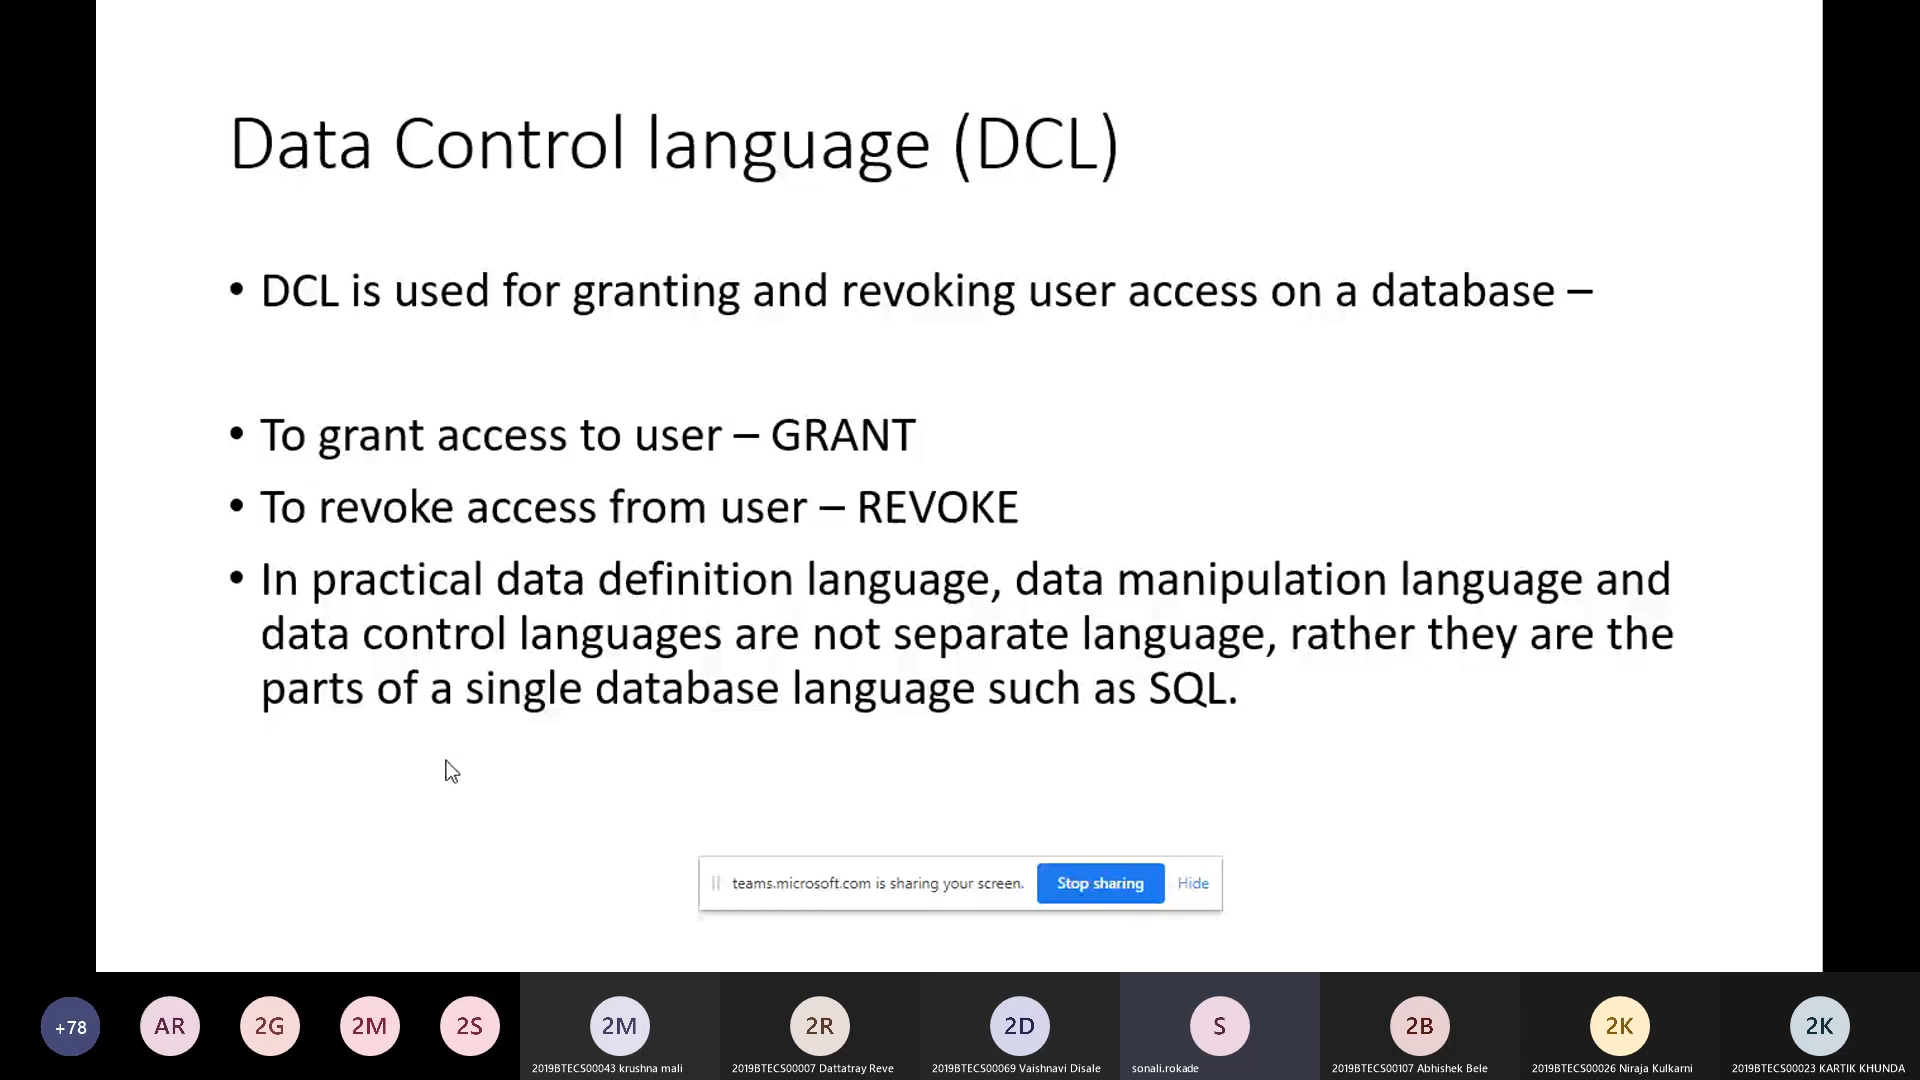 Data Control language (DCL)
• DCL is used for granting and revoking user access on a database –
• To grant access to user – GRANT
• To revoke access from user – REVOKE
• In practical data definition language, data manipulation language and
data control languages are not separate language, rather they are the
parts of a single database language such as SQL.
teams.microsoft.com is sharing your screen. Stop sharing Hide
+78 AR 2G 2M 2S 2M 2R 2D S 2B 2K 2K
2019BTECS00043 krushna mali 2019BTECS00007 Dattatray Reve 2019BTECS00069 Vaishnavi Disale sonali.rokade 2019BTECS00107 Abhishek Bele 2019BTECS00026 Niraja Kulkarni 2019BTECS00023 KARTIK KHUNDA